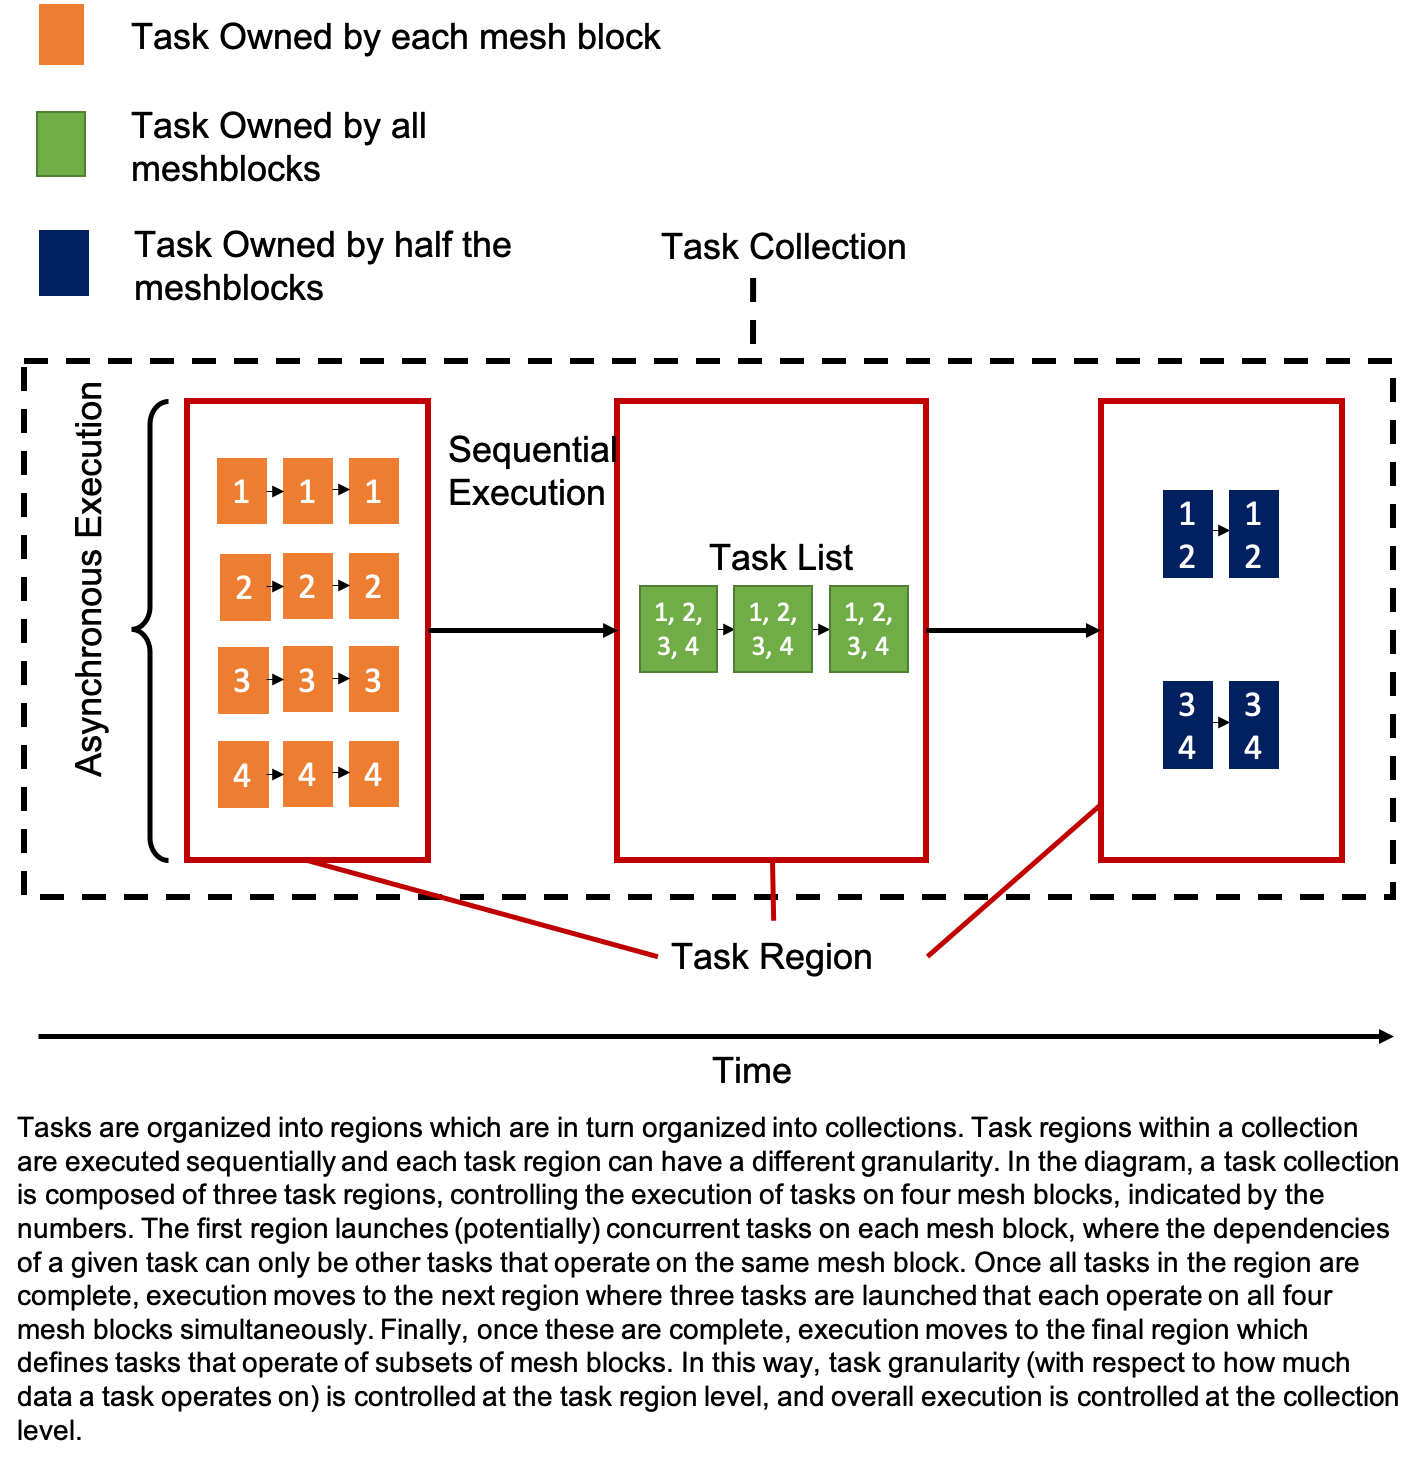 Task Owned by each mesh block
Task Owned by all
meshblocks
Task Owned by half the
meshblocks
Task Collection
Asynchronous Execution
1 1 1
2 2 2
3 3 3
4 4 4
Sequential
Execution
Task List
1, 2, 1, 2, 1, 2,
3, 4 3, 4 3, 4
1 1
2 2
3 3
4 4
Task Region
Time
Tasks are organized into regions which are in turn organized into collections. Task regions within a collection
are executed sequentially and each task region can have a different granularity. In the diagram, a task collection
is composed of three task regions, controlling the execution of tasks on four mesh blocks, indicated by the
numbers. The first region launches (potentially) concurrent tasks on each mesh block, where the dependencies
of a given task can only be other tasks that operate on the same mesh block. Once all tasks in the region are
complete, execution moves to the next region where three tasks are launched that each operate on all four
mesh blocks simultaneously. Finally, once these are complete, execution moves to the final region which
defines tasks that operate of subsets of mesh blocks. In this way, task granularity (with respect to how much
data a task operates on) is controlled at the task region level, and overall execution is controlled at the collection
level.